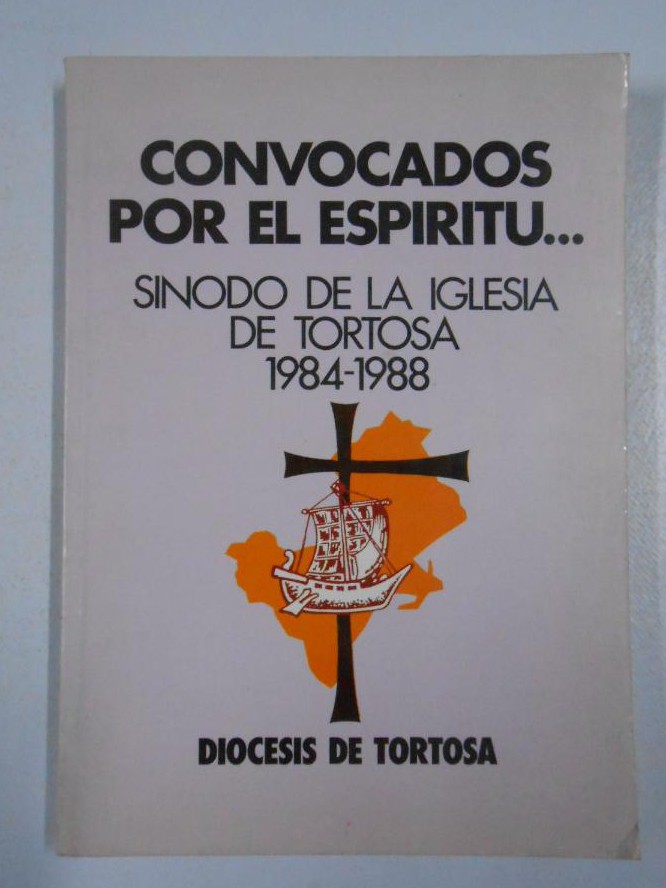 CONVOCADOS
POR EL ESPIRITU...
SINODO DE LA IGLESIA
DE TORTOSA
1984-1988
DIOCESIS DE TORTOSA